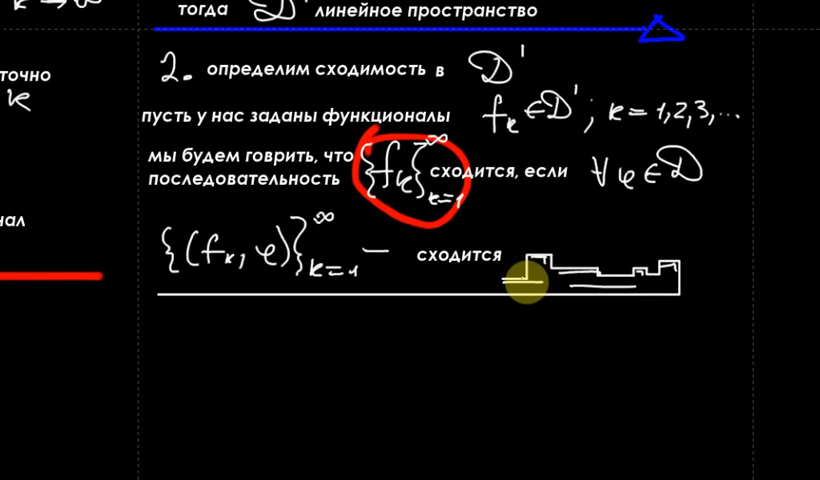 k → ∞
тогда D' линейное пространство
точно
k
2. определим сходимость в D'
пусть у нас заданы функционалы f_k ∈ D'; k = 1,2,3,...
мы будем говрить, что
последовательность {f_k}_{k=1}^∞ сходится, если ∀ φ ∈ D
нал
{(f_k, φ)}_{k=1}^∞ — сходится